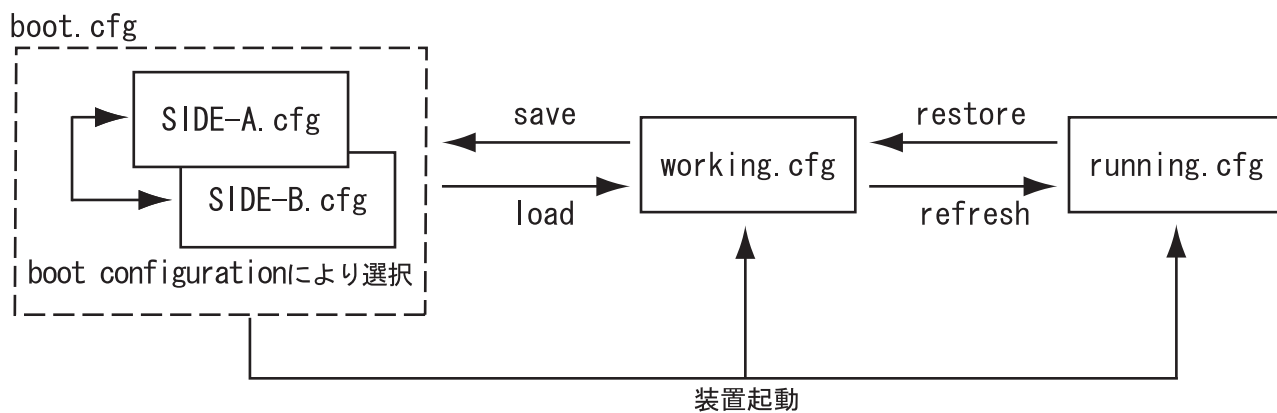 boot.cfg
SIDE-A.cfg
SIDE-B.cfg
boot configurationにより選択
save
load
working.cfg
restore
refresh
running.cfg
装置起動